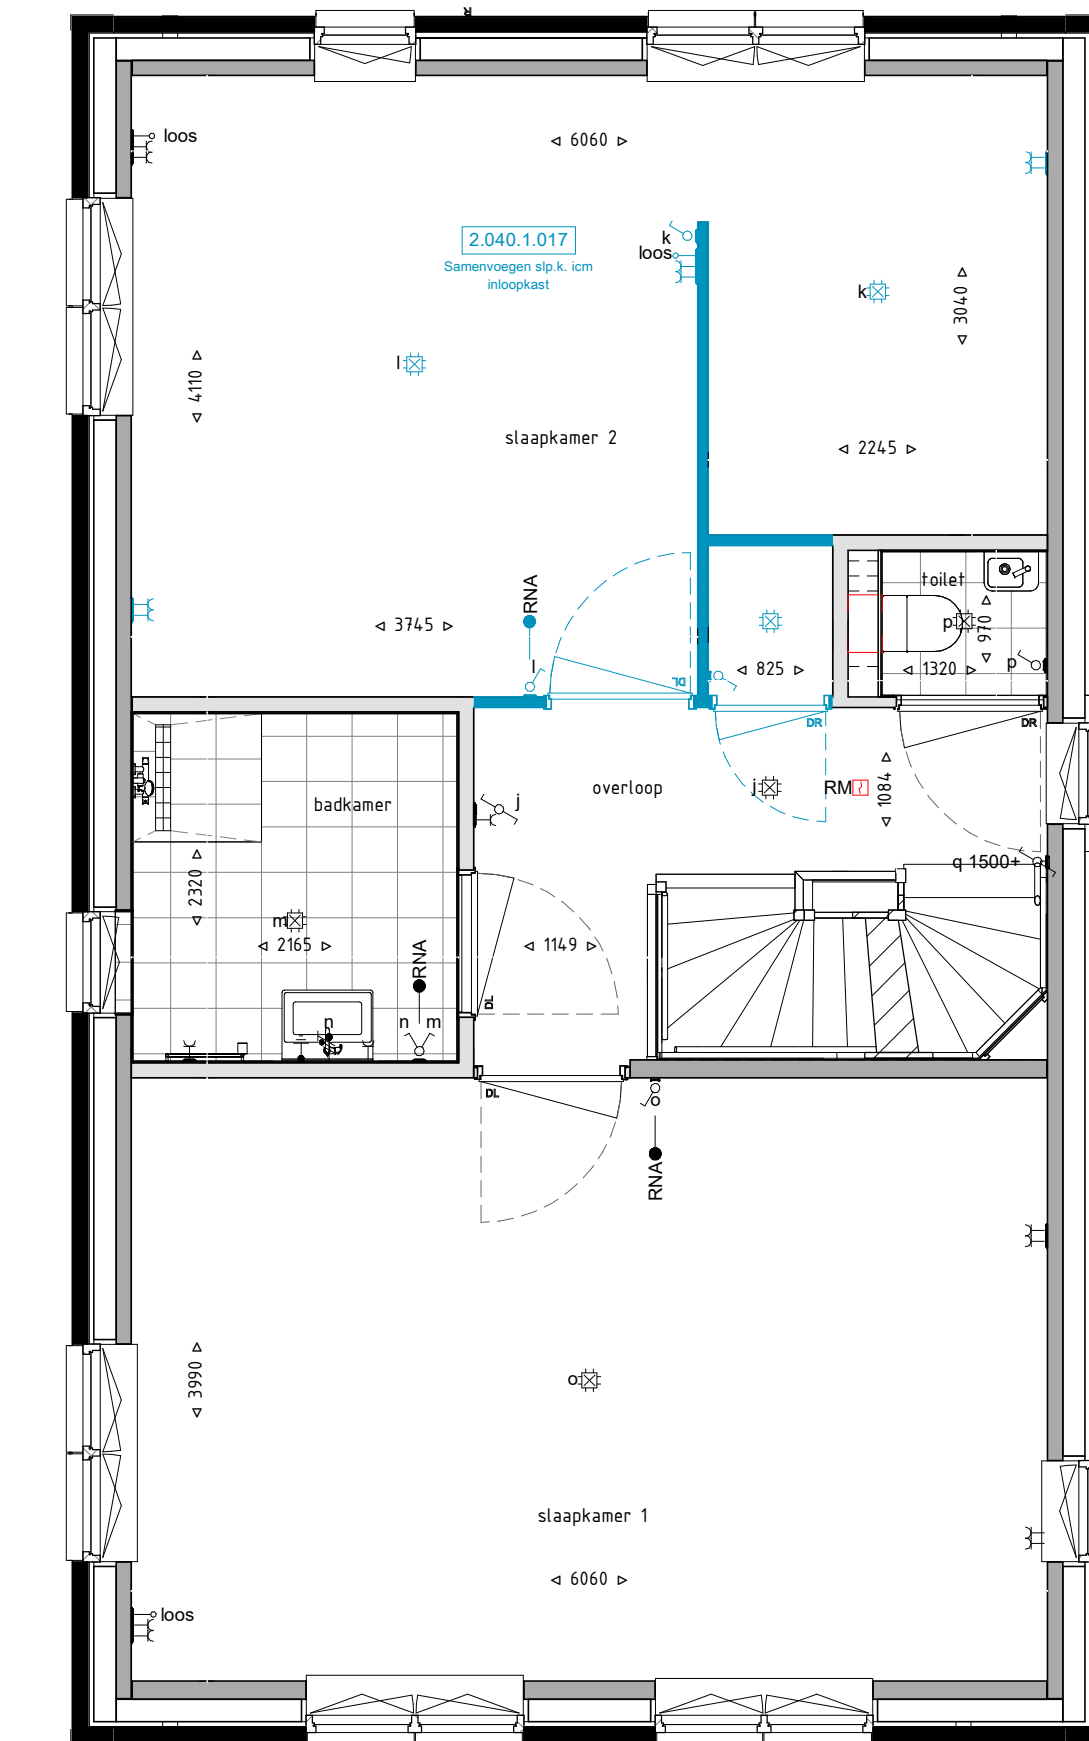 R
loos
6060
k
loos
2.040.1.017
Samenvoegen slp.k. icm
inloopkast
k
3040
l
4110
slaapkamer 2
2245
RNA
toilet
p
970
3745
l
825
1320
p
DL
DR
DR
overloop
j
RM
1084
badkamer
j
q 1500+
2320
m
2165
RNA
1149
n
n m
DL
DL
o
RNA
3990
o
slaapkamer 1
6060
loos